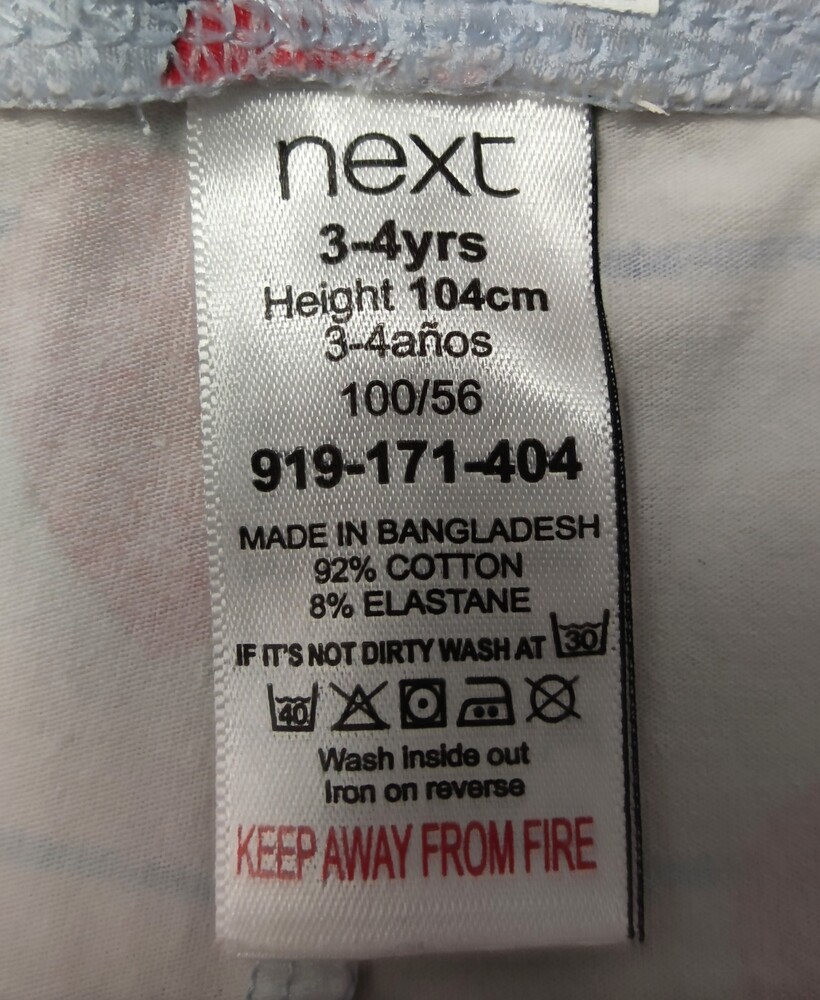 next
3-4yrs
Height 104cm
3-4años
100/56
919-171-404
MADE IN BANGLADESH
92% COTTON
8% ELASTANE
IF IT'S NOT DIRTY WASH AT 30
40
Wash inside out
Iron on reverse
KEEP AWAY FROM FIRE